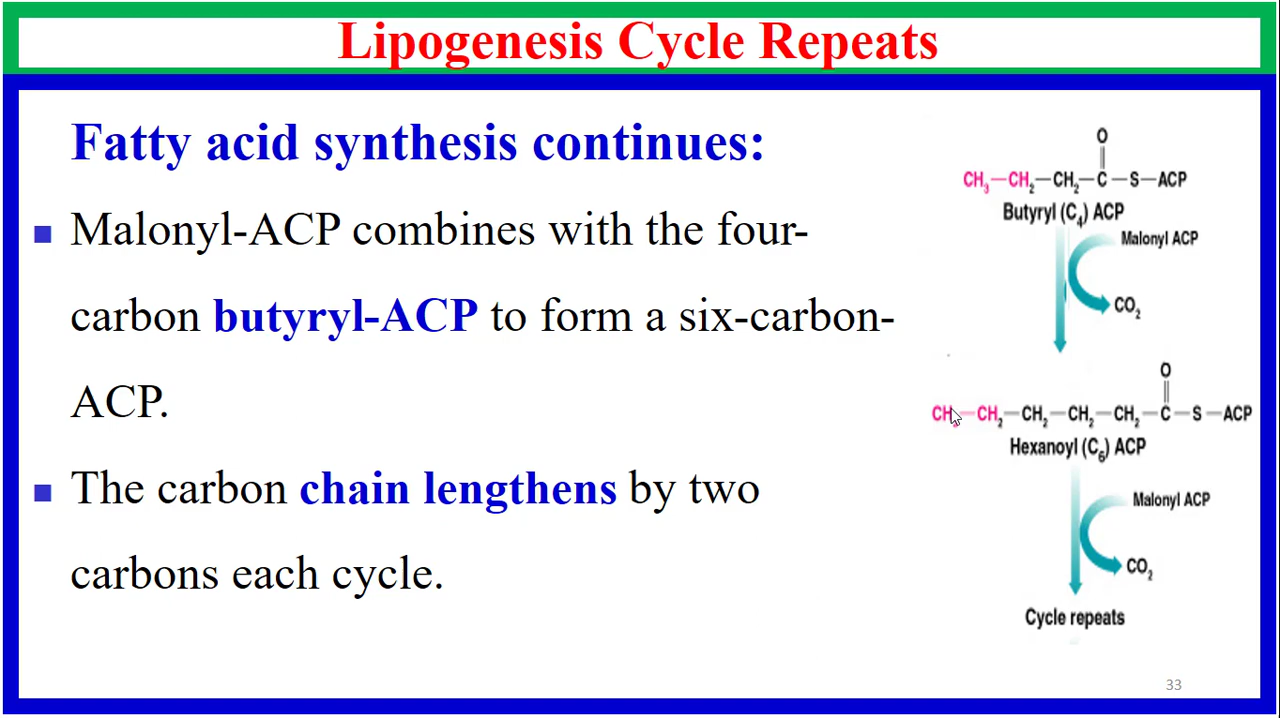 Lipogenesis Cycle Repeats
Fatty acid synthesis continues:
Malonyl-ACP combines with the four-
carbon butyryl-ACP to form a six-carbon-
ACP.
The carbon chain lengthens by two
carbons each cycle.
O
CH₃—CH₂—CH₂—C—S—ACP
Butyryl (C₄) ACP
Malonyl ACP
CO₂
O
CH₃—CH₂—CH₂—CH₂—CH₂—C—S—ACP
Hexanoyl (C₆) ACP
Malonyl ACP
CO₂
Cycle repeats
33